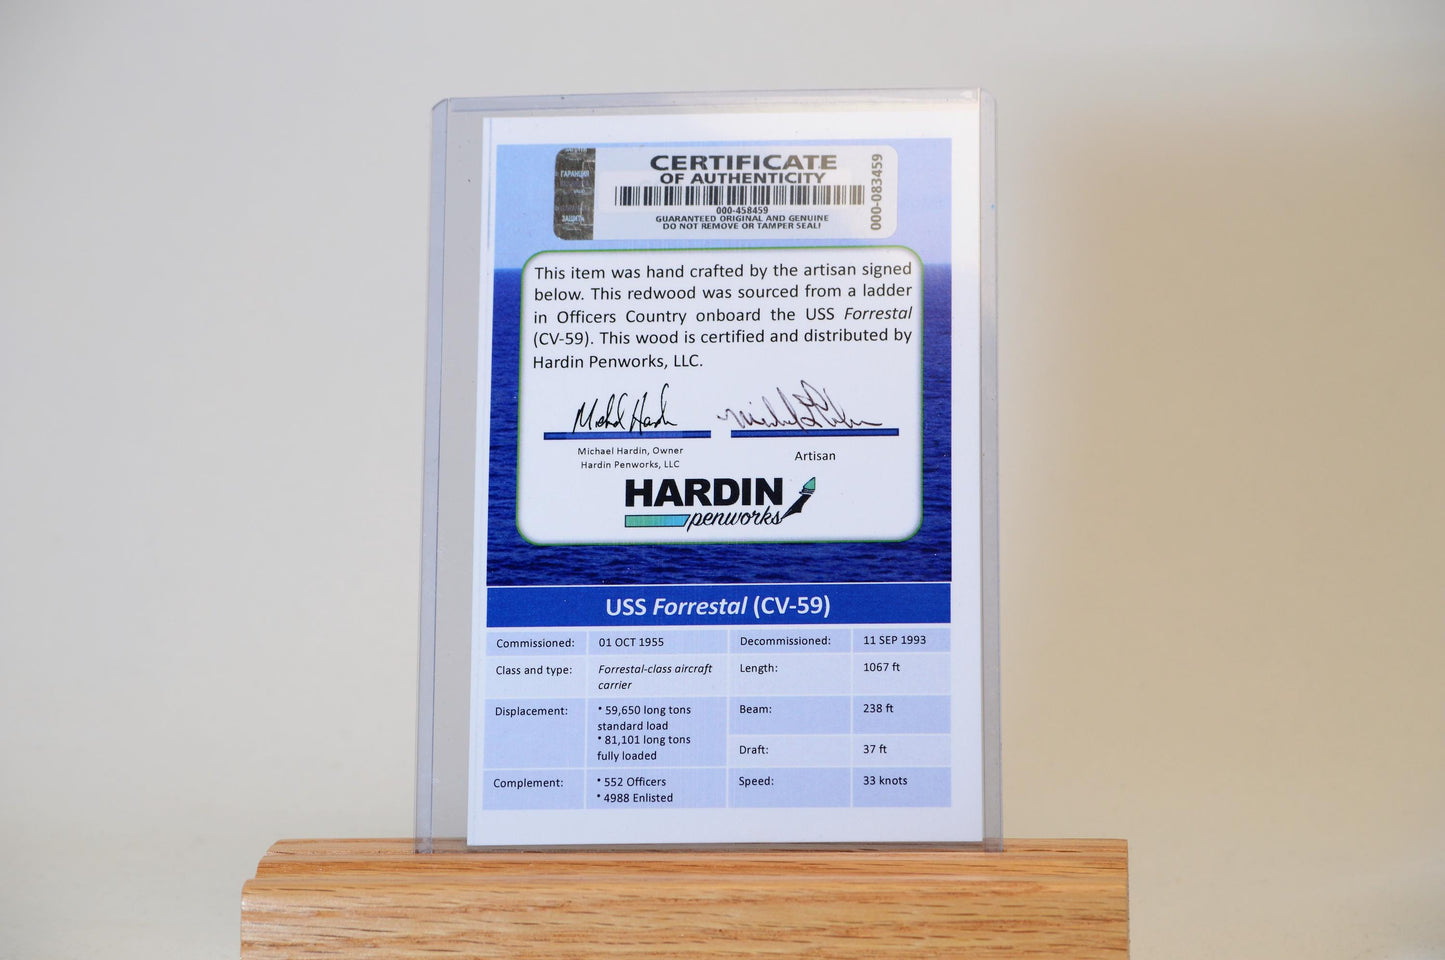 ГАРАНЦИЯ
ЗАЩИТЫ
CERTIFICATE
OF AUTHENTICITY
000-458459
GUARANTEED ORIGINAL AND GENUINE
DO NOT REMOVE OR TAMPER SEAL!
000-083459
This item was hand crafted by the artisan signed
below. This redwood was sourced from a ladder
in Officers Country onboard the USS Forrestal
(CV-59). This wood is certified and distributed by
Hardin Penworks, LLC.
Michael Hardin, Owner
Hardin Penworks, LLC
Artisan
HARDIN
penworks
USS Forrestal (CV-59)
Commissioned: 01 OCT 1955 Decommissioned: 11 SEP 1993
Class and type: Forrestal-class aircraft Length: 1067 ft
carrier
Displacement: * 59,650 long tons Beam: 238 ft
standard load
* 81,101 long tons Draft: 37 ft
fully loaded
Complement: * 552 Officers Speed: 33 knots
* 4988 Enlisted